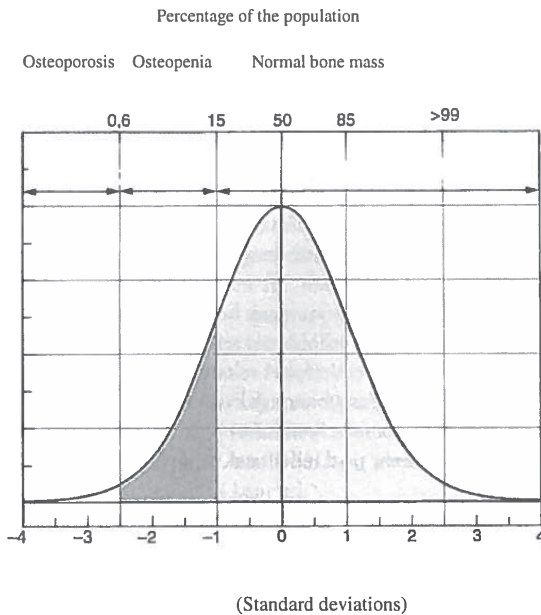 Percentage of the population
Osteoporosis Osteopenia Normal bone mass
0,6 15 50 85 >99
-4 -3 -2 -1 0 1 2 3 4
(Standard deviations)